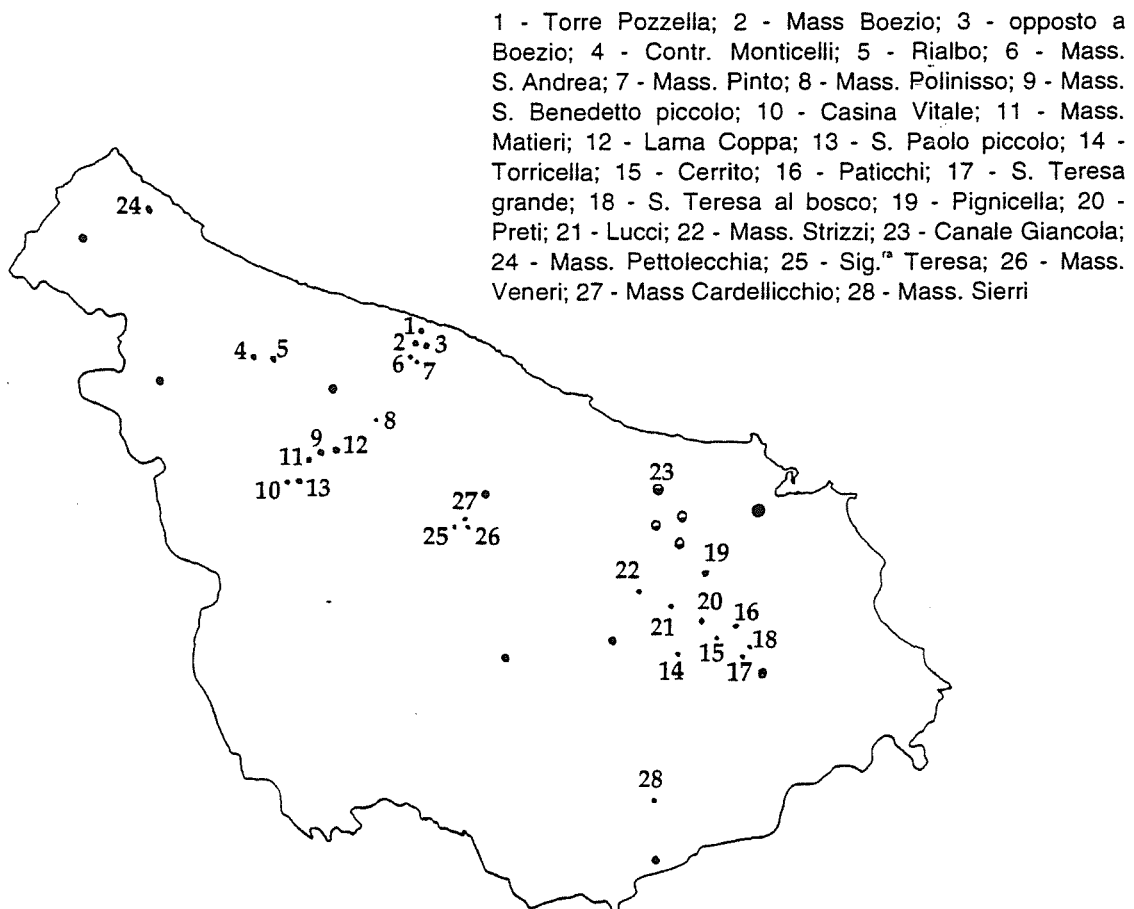 1 - Torre Pozzella; 2 - Mass Boezio; 3 - opposto a
Boezio; 4 - Contr. Monticelli; 5 - Rialbo; 6 - Mass.
S. Andrea; 7 - Mass. Pinto; 8 - Mass. Polinisso; 9 - Mass.
S. Benedetto piccolo; 10 - Casina Vitale; 11 - Mass.
Matieri; 12 - Lama Coppa; 13 - S. Paolo piccolo; 14 -
Torricella; 15 - Cerrito; 16 - Paticchi; 17 - S. Teresa
grande; 18 - S. Teresa al bosco; 19 - Pignicella; 20 -
Preti; 21 - Lucci; 22 - Mass. Strizzi; 23 - Canale Giancola;
24 - Mass. Pettolecchia; 25 - Sig.ʳᵃ Teresa; 26 - Mass.
Veneri; 27 - Mass Cardellicchio; 28 - Mass. Sierri
24
1
2 3
4 5
6 7
8
9 12
11
10 13
23
27
25 26
19
22
20
21 16
15 18
14 17
28